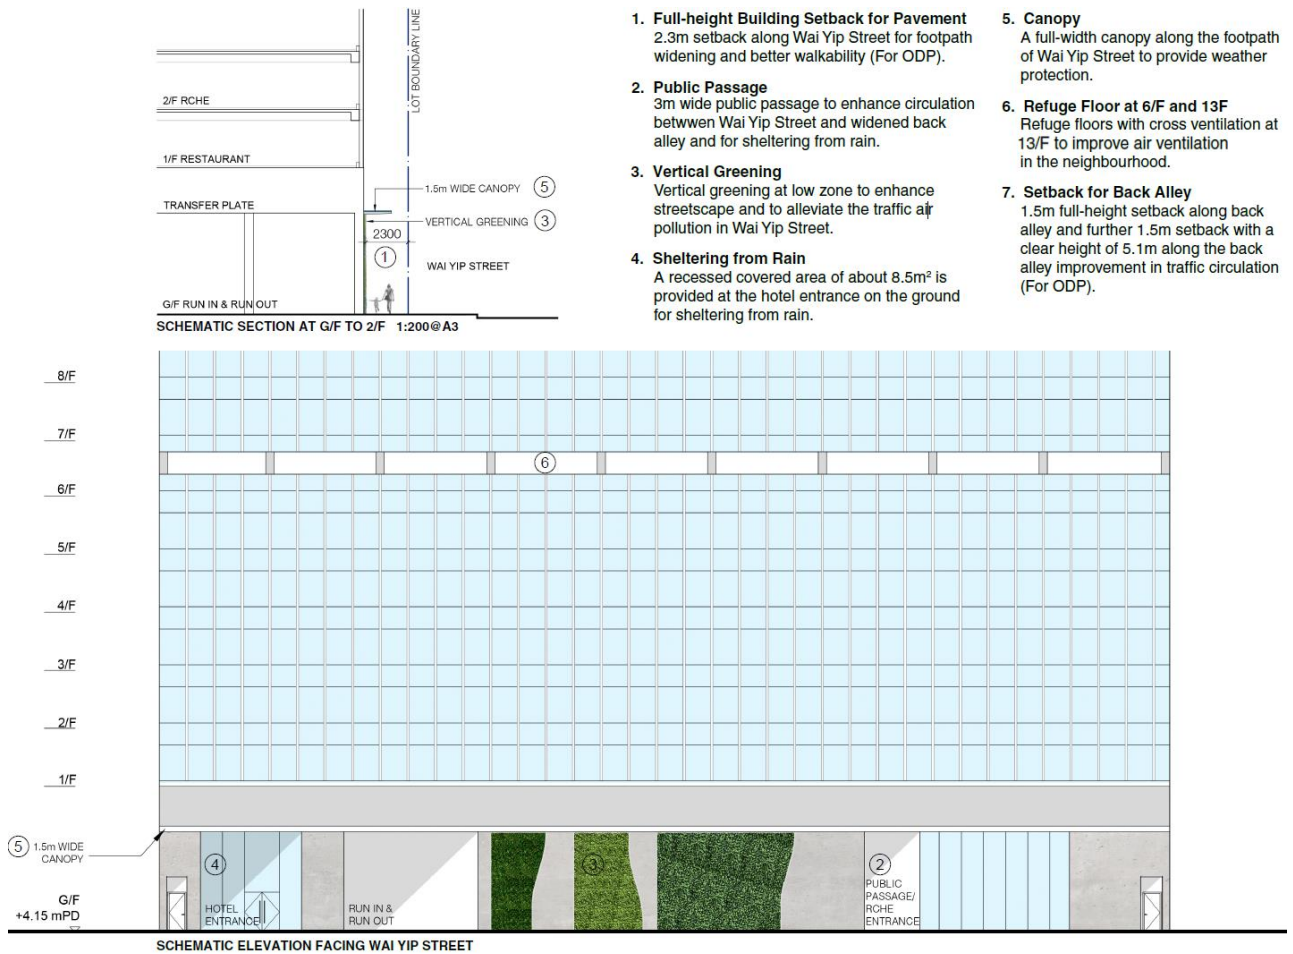 LOT BOUNDARY LINE
2/F RCHE
1/F RESTAURANT
TRANSFER PLATE
1.5m WIDE CANOPY 5
VERTICAL GREENING 3
2300
1
WAI YIP STREET
G/F RUN IN & RUN OUT
SCHEMATIC SECTION AT G/F TO 2/F 1:200@A3
1. Full-height Building Setback for Pavement
2.3m setback along Wai Yip Street for footpath
widening and better walkability (For ODP).
2. Public Passage
3m wide public passage to enhance circulation
betwwen Wai Yip Street and widened back
alley and for sheltering from rain.
3. Vertical Greening
Vertical greening at low zone to enhance
streetscape and to alleviate the traffic air
pollution in Wai Yip Street.
4. Sheltering from Rain
A recessed covered area of about 8.5m² is
provided at the hotel entrance on the ground
for sheltering from rain.
5. Canopy
A full-width canopy along the footpath
of Wai Yip Street to provide weather
protection.
6. Refuge Floor at 6/F and 13F
Refuge floors with cross ventilation at
13/F to improve air ventilation
in the neighbourhood.
7. Setback for Back Alley
1.5m full-height setback along back
alley and further 1.5m setback with a
clear height of 5.1m along the back
alley improvement in traffic circulation
(For ODP).
8/F
7/F
6
6/F
5/F
4/F
3/F
2/F
1/F
5 1.5m WIDE
CANOPY
G/F
+4.15 mPD
4
HOTEL
ENTRANCE
RUN IN &
RUN OUT
3
2
PUBLIC
PASSAGE/
RCHE
ENTRANCE
SCHEMATIC ELEVATION FACING WAI YIP STREET